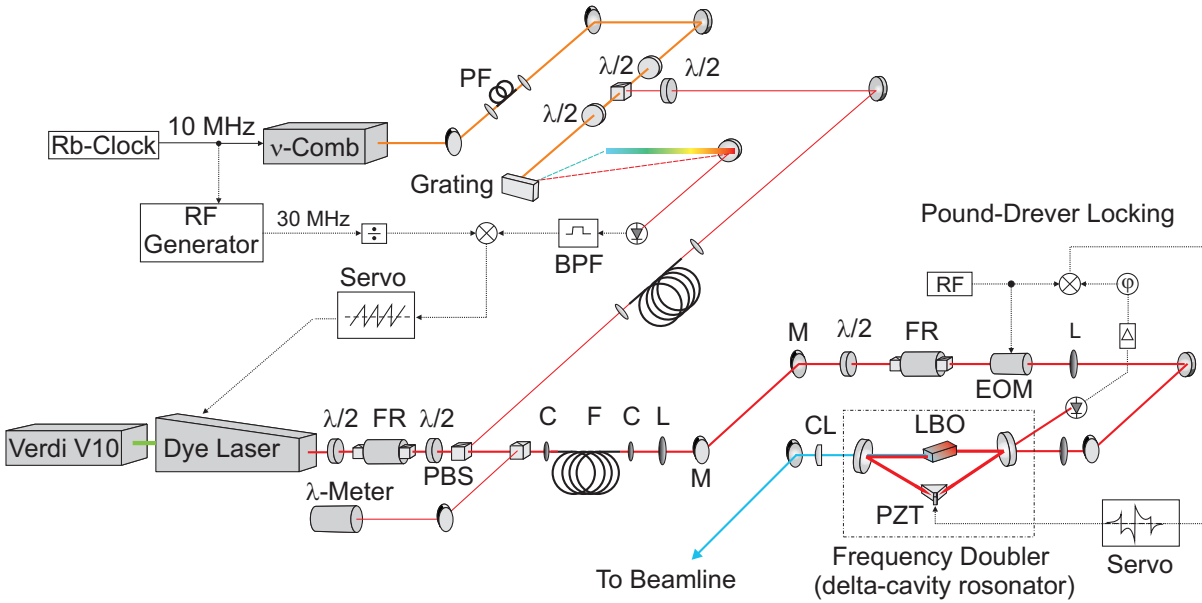 PF
λ/2
λ/2
λ/2
10 MHz
Rb-Clock
ν-Comb
Grating
RF
Generator
30 MHz
÷
BPF
Pound-Drever Locking
Servo
RF
φ
Δ
M
λ/2
FR
L
EOM
Verdi V10
Dye Laser
λ/2
FR
λ/2
PBS
C
F
C
L
M
CL
LBO
λ-Meter
PZT
To Beamline
Frequency Doubler
(delta-cavity rosonator)
Servo